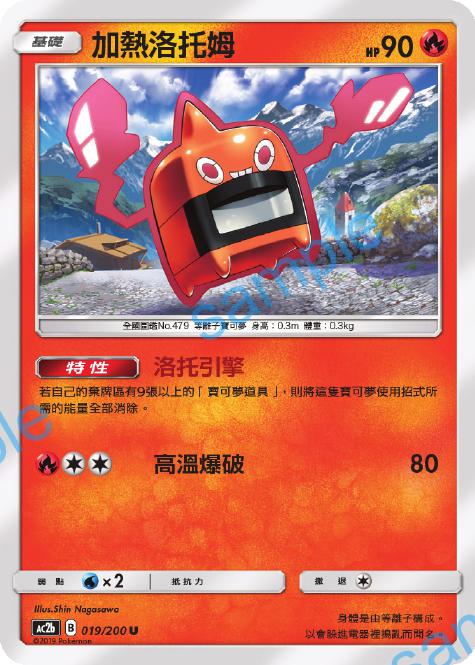 基礎 加熱洛托姆 HP90
全國圖鑑No.479 等離子寶可夢 身高：0.3m 體重：0.3kg
特性 洛托引擎
若自己的棄牌區有9張以上的「寶可夢道具」，則將這隻寶可夢使用招式所
需的能量全部消除。
高溫爆破 80
弱點 ×2 抵抗力 撤退
Illus.Shin Nagasawa
AC2b B 019/200 U
©2019 Pokémon
身體是由等離子構成。
以會躲進電器裡搗亂而聞名。
sample